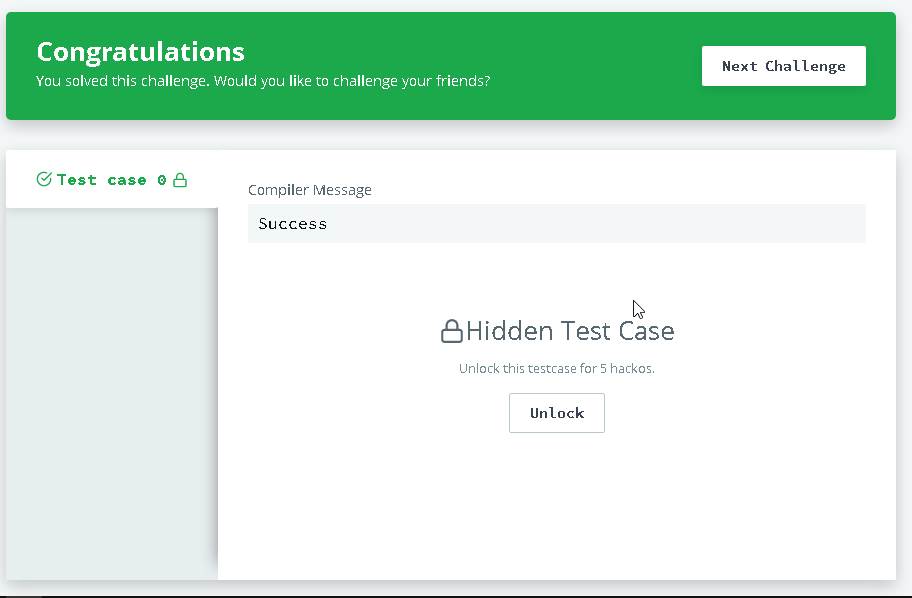 Congratulations
You solved this challenge. Would you like to challenge your friends?
Next Challenge
Test case 0
Compiler Message
Success
Hidden Test Case
Unlock this testcase for 5 hackos.
Unlock